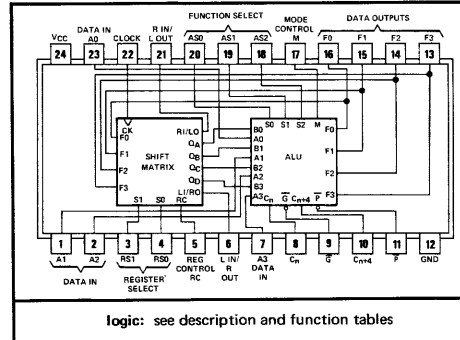 FUNCTION SELECT
MODE CONTROL
DATA OUTPUTS
VCC
DATA IN A0
CLOCK
R IN/ L OUT
AS0 AS1 AS2
M
F0 F1 F2 F3
24 23 22 21 20 19 18 17 16 15 14 13
CK
RI/LO
F0
F1
F2
F3
SHIFT MATRIX
QA
QB
QC
QD
LI/RO
S1 S0 RC
S0 S1 S2 M
B0
A0
B1
A1
B2
A2
B3
A3
ALU
F0
F1
F2
F3
Cn G̅ Cn+4 P̅
1 2 3 4 5 6 7 8 9 10 11 12
A1 A2 RS1 RS0
DATA IN
REGISTER SELECT
REG CONTROL RC
L IN/ R OUT
A3 DATA IN
Cn
G̅
Cn+4
P̅
GND
logic: see description and function tables